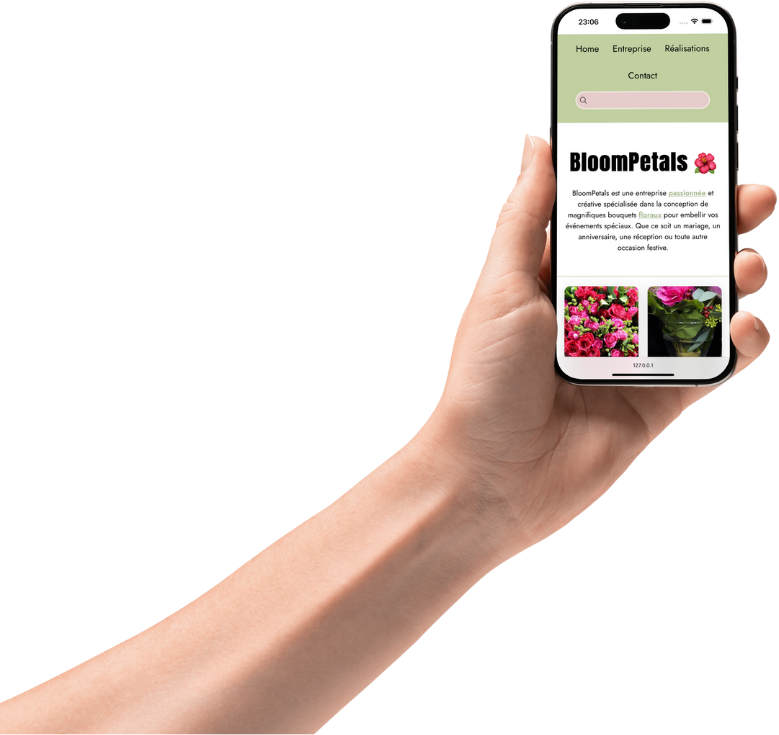 23:06
Home Entreprise Réalisations
Contact
BloomPetals
BloomPetals est une entreprise passionnée et
créative spécialisée dans la conception de
magnifiques bouquets floraux pour embellir vos
événements spéciaux. Que ce soit un mariage, un
anniversaire, une réception ou toute autre
occasion festive.
127.0.0.1